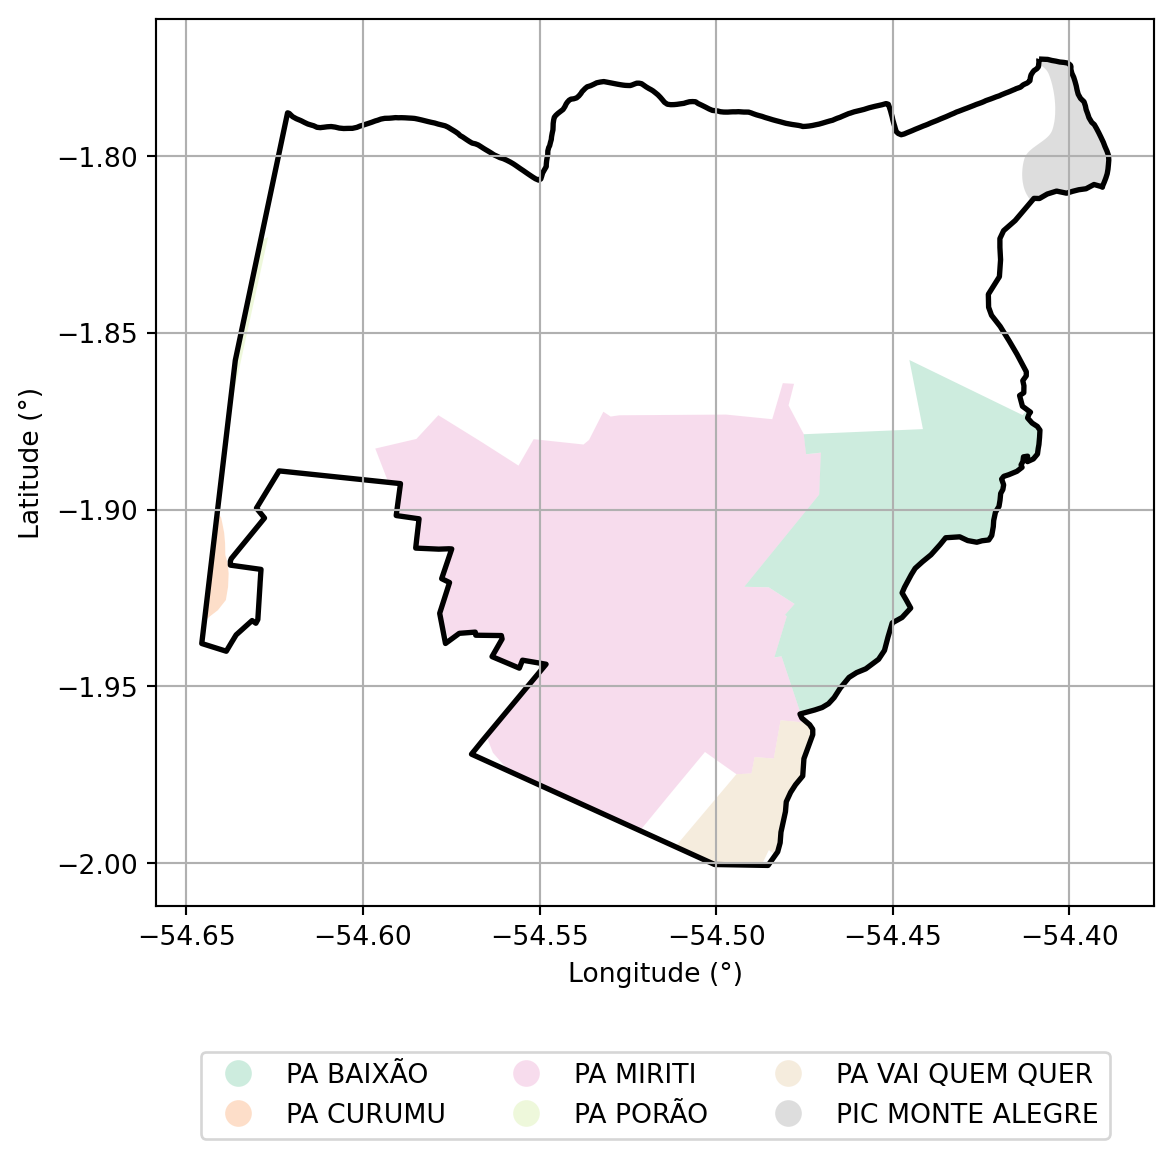 −1.80
−1.85
−1.90
−1.95
−2.00
Latitude (°)
−54.65 −54.60 −54.55 −54.50 −54.45 −54.40
Longitude (°)
PA BAIXÃO PA MIRITI PA VAI QUEM QUER
PA CURUMU PA PORÃO PIC MONTE ALEGRE